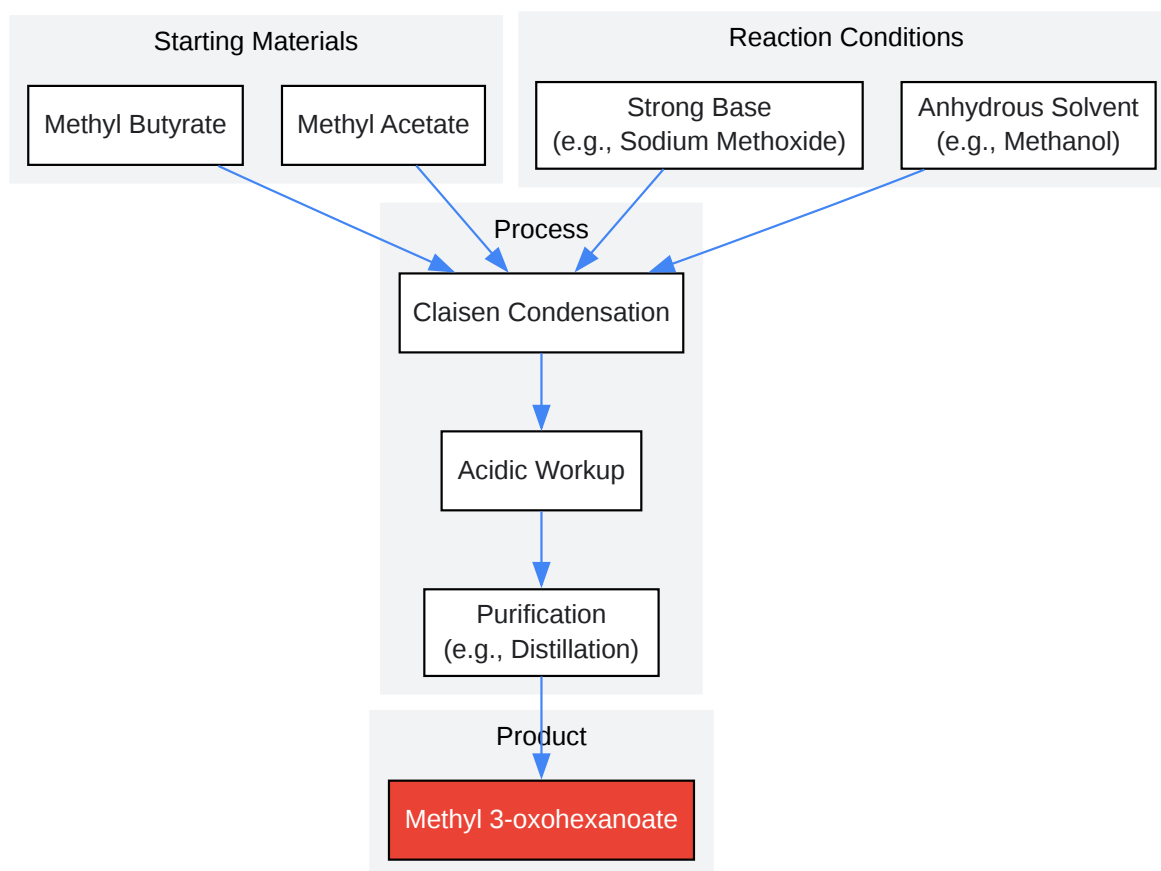 Starting Materials
Reaction Conditions
Methyl Butyrate
Methyl Acetate
Strong Base
(e.g., Sodium Methoxide)
Anhydrous Solvent
(e.g., Methanol)
Process
Claisen Condensation
Acidic Workup
Purification
(e.g., Distillation)
Product
Methyl 3-oxohexanoate